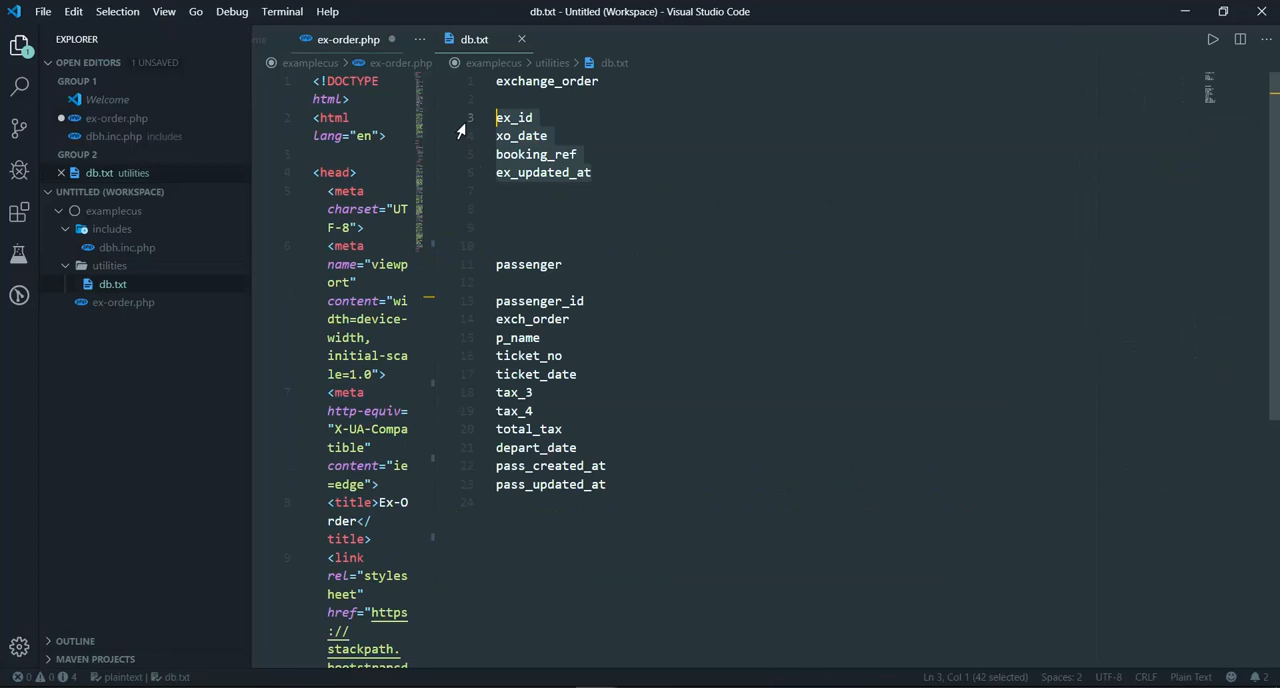 File Edit Selection View Go Debug Terminal Help db.txt - Untitled (Workspace) - Visual Studio Code
EXPLORER
OPEN EDITORS 1 UNSAVED
GROUP 1
Welcome
ex-order.php
dbh.inc.php includes
GROUP 2
db.txt utilities
UNTITLED (WORKSPACE)
examplecus
includes
dbh.inc.php
utilities
db.txt
ex-order.php
OUTLINE
MAVEN PROJECTS
ex-order.php
examplecus > ex-order.php
1 <!DOCTYPE
html>
2 <html
lang="en">
3
4 <head>
5 <meta
charset="UT
F-8">
6 <meta
name="viewp
ort"
content="wi
dth=device-
width,
initial-sca
le=1.0">
7 <meta
http-equiv=
"X-UA-Compa
tible"
content="ie
=edge">
8 <title>Ex-O
rder</
title>
9 <link
rel="styles
heet"
href="https
://
stackpath.
bootstrapcd
db.txt
examplecus > utilities > db.txt
1 exchange_order
2
3 ex_id
4 xo_date
5 booking_ref
6 ex_updated_at
7
8
9
10
11 passenger
12
13 passenger_id
14 exch_order
15 p_name
16 ticket_no
17 ticket_date
18 tax_3
19 tax_4
20 total_tax
21 depart_date
22 pass_created_at
23 pass_updated_at
24
0 0 4 plaintext | db.txt Ln 3, Col 1 (42 selected) Spaces: 2 UTF-8 CRLF Plain Text 2